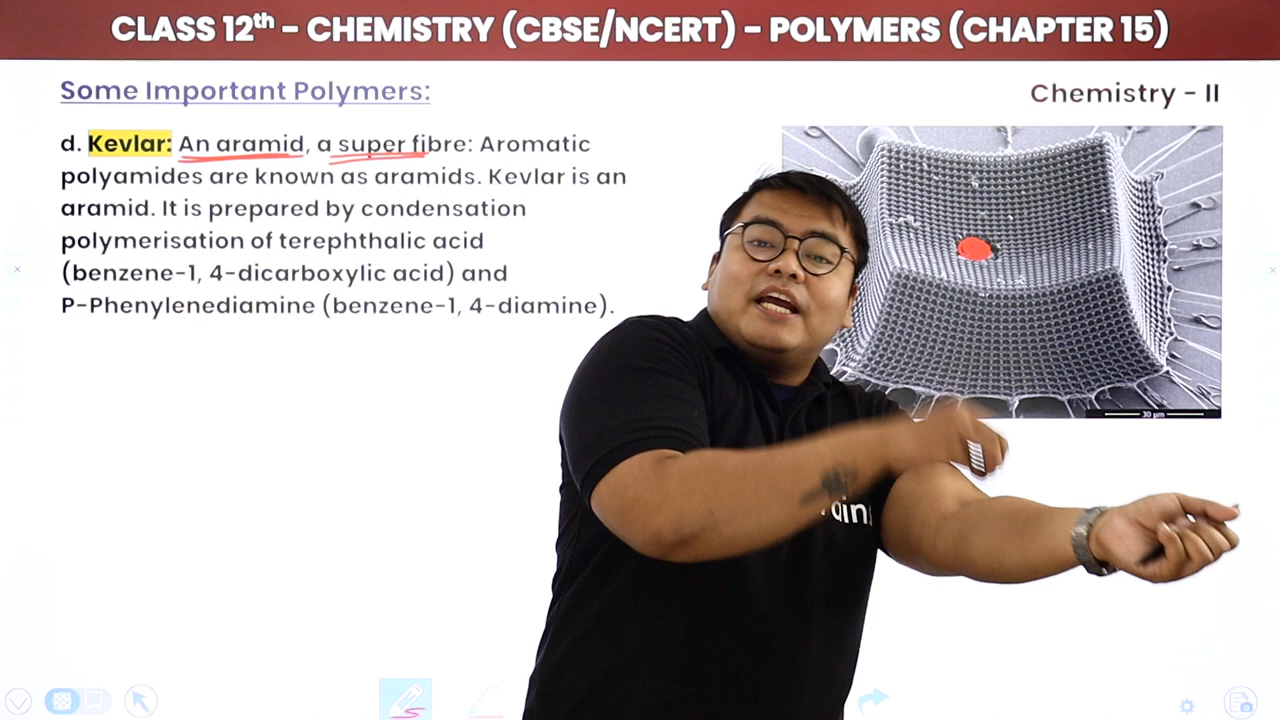 CLASS 12th - CHEMISTRY (CBSE/NCERT) - POLYMERS (CHAPTER 15)
Some Important Polymers:
Chemistry - II
d. Kevlar: An aramid, a super fibre: Aromatic
polyamides are known as aramids. Kevlar is an
aramid. It is prepared by condensation
polymerisation of terephthalic acid
(benzene-1, 4-dicarboxylic acid) and
P-Phenylenediamine (benzene-1, 4-diamine).
30 µm